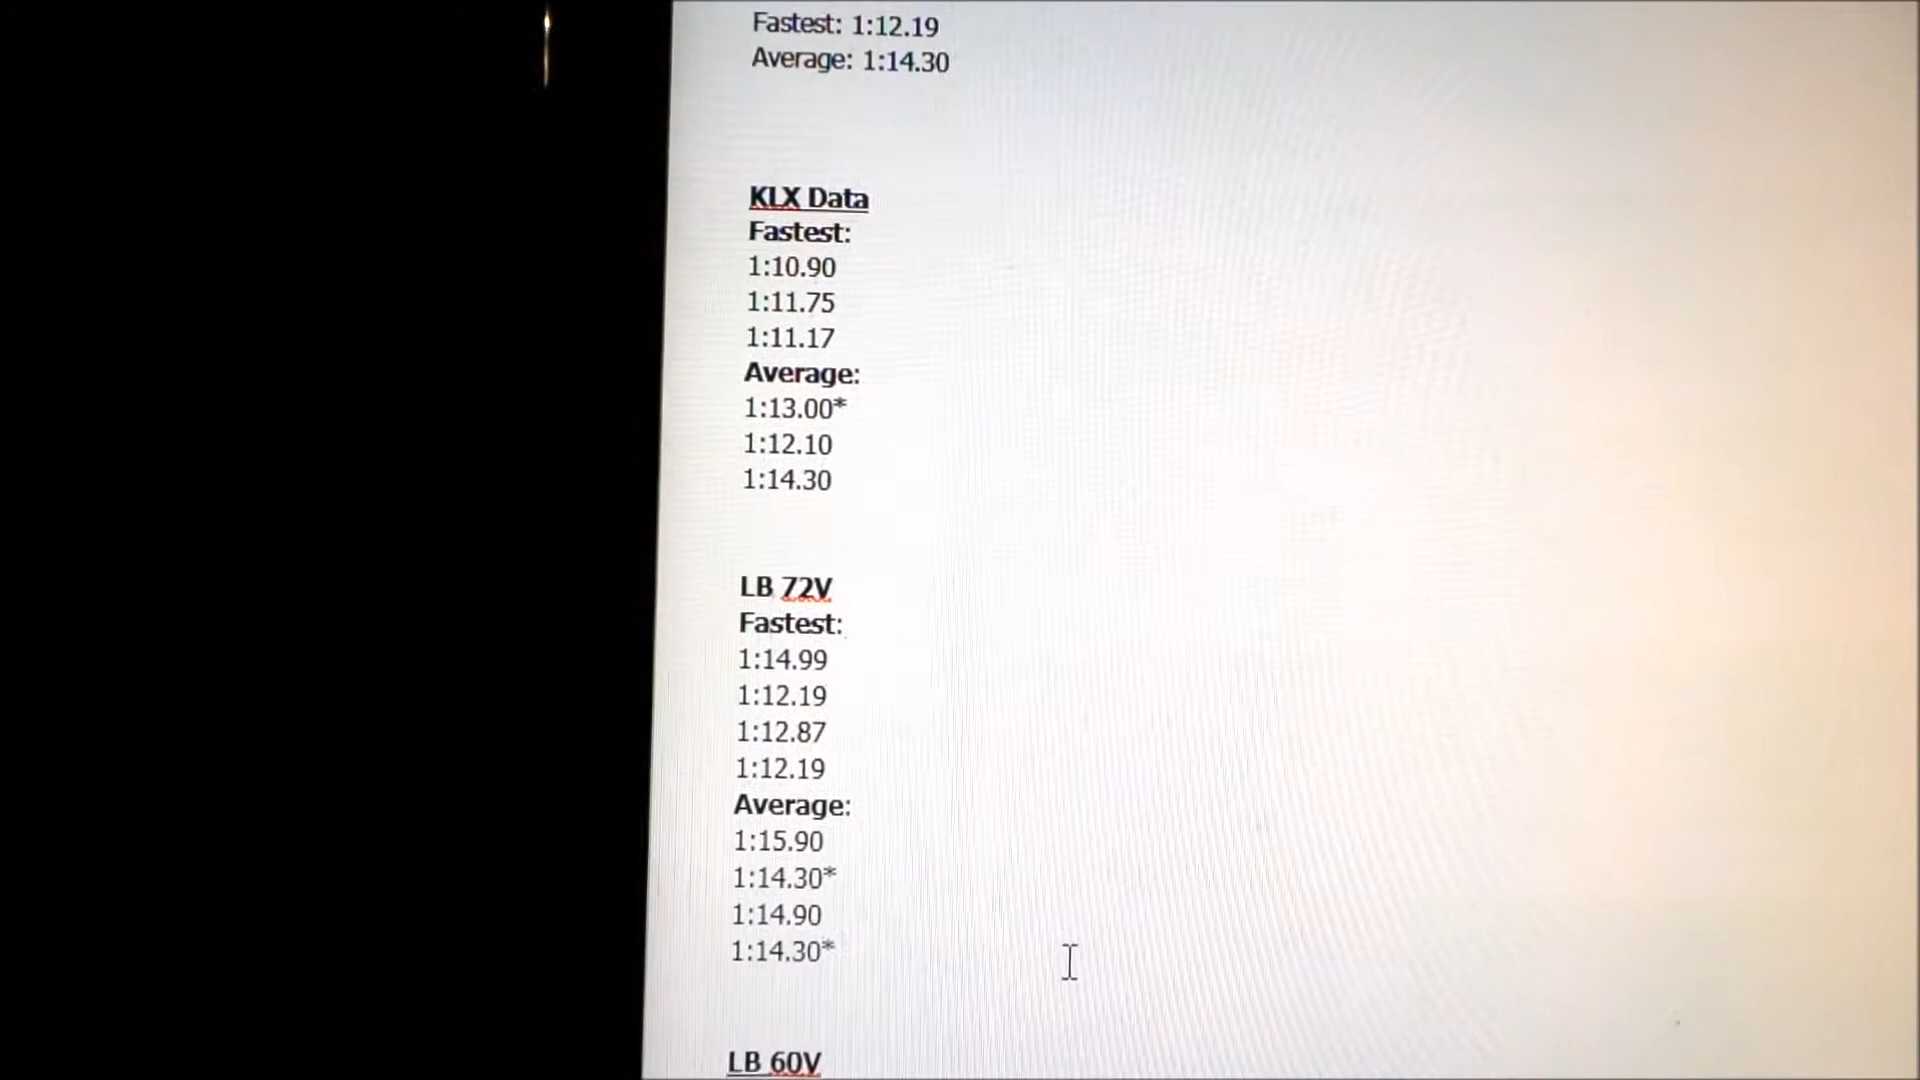 Fastest: 1:12.19
Average: 1:14.30
KLX Data
Fastest:
1:10.90
1:11.75
1:11.17
Average:
1:13.00*
1:12.10
1:14.30
LB 72V
Fastest:
1:14.99
1:12.19
1:12.87
1:12.19
Average:
1:15.90
1:14.30*
1:14.90
1:14.30*
LB 60V